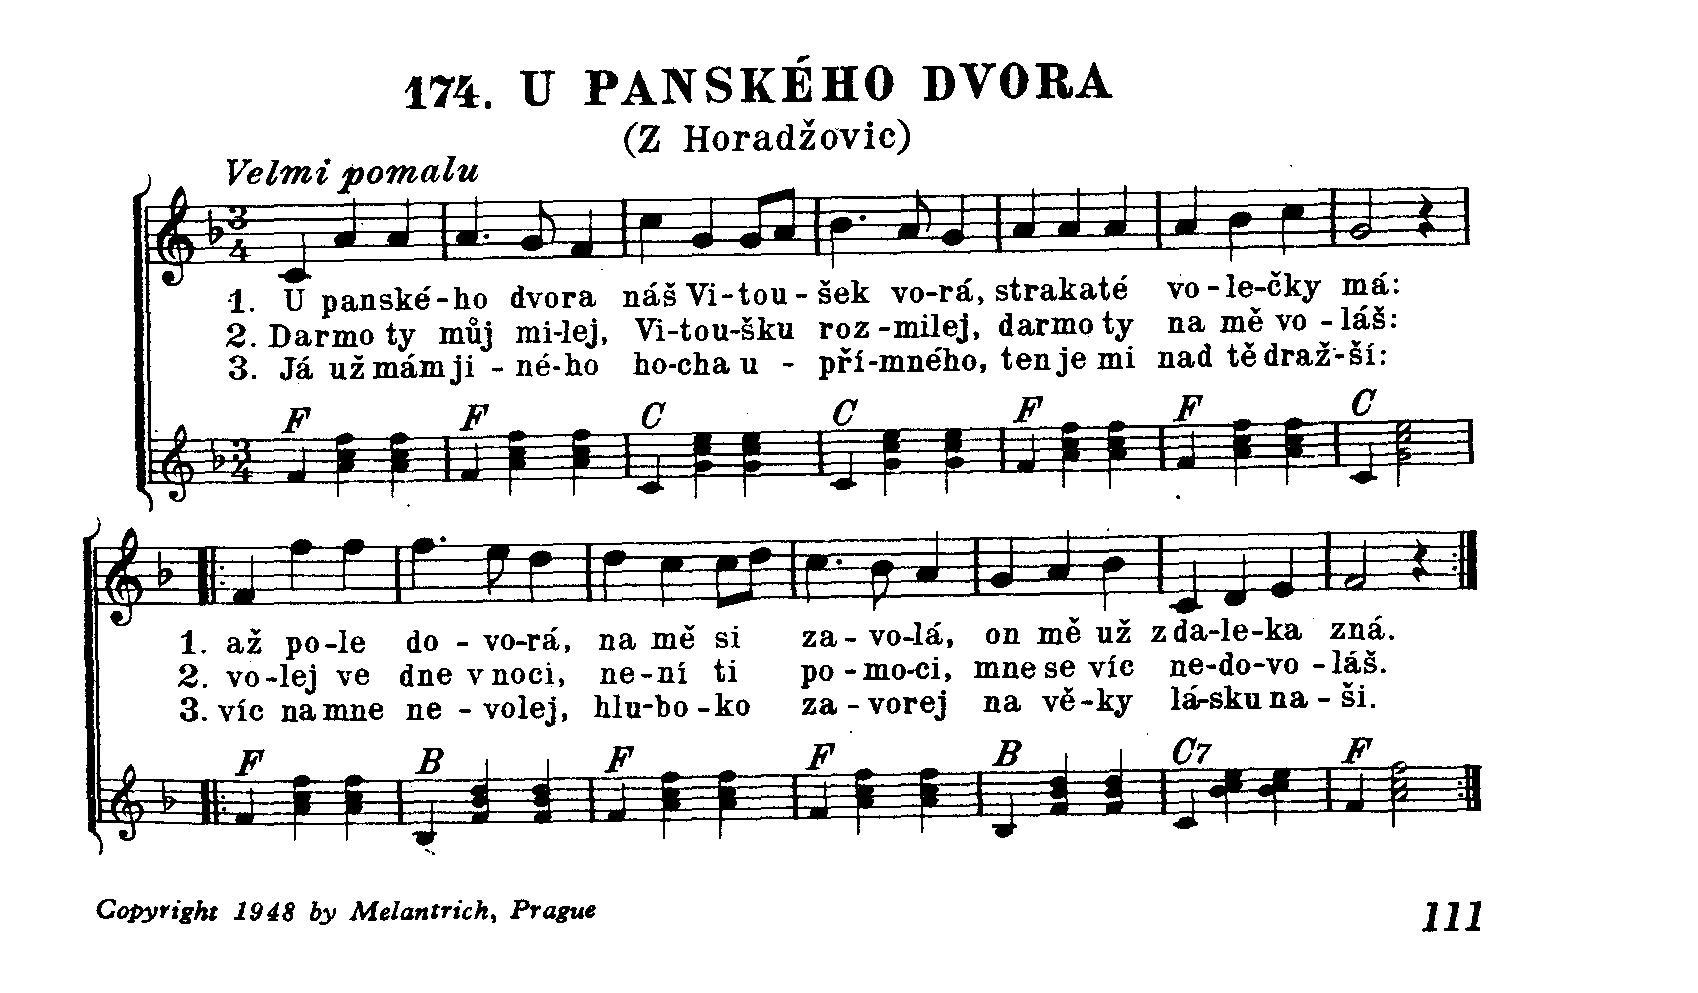 174. U PANSKÉHO DVORA
(Z Horadžovic)
Velmi pomalu
1. U panské-ho dvora náš Vi-tou-šek vo-rá, strakaté vo-le-čky má:
2. Darmo ty můj mi-lej, Vi-tou-šku roz-milej, darmo ty na mě vo-láš:
3. Já už mám ji-né-ho ho-cha u-pří-mného, ten je mi nad tě draž-ší:
F F C C F F C
1. až po-le do-vo-rá, na mě si za-vo-lá, on mě už zda-le-ka zná.
2. vo-lej ve dne v noci, ne-ní ti po-mo-ci, mne se víc ne-do-vo-láš.
3. víc na mne ne-volej, hlu-bo-ko za-vorej na vě-ky lá-sku na-ši.
F B F F B C7 F
Copyright 1948 by Melantrich, Prague
111